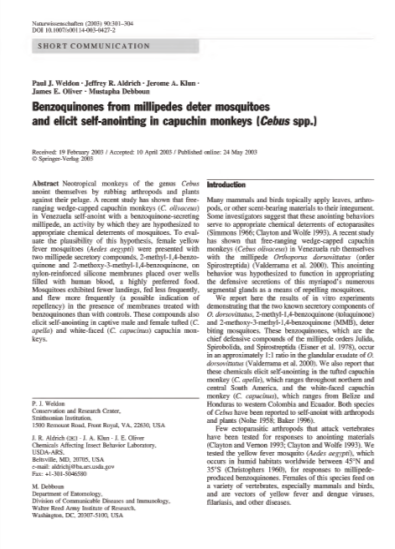 Naturwissenschaften (2003) 90:301–304
DOI 10.1007/s00114-003-0427-2
SHORT COMMUNICATION
Paul J. Weldon · Jeffrey R. Aldrich · Jerome A. Klun ·
James E. Oliver · Mustapha Debboun
Benzoquinones from millipedes deter mosquitoes
and elicit self-anointing in capuchin monkeys (Cebus spp.)
Received: 19 February 2003 / Accepted: 10 April 2003 / Published online: 24 May 2003
© Springer-Verlag 2003
Abstract Neotropical monkeys of the genus Cebus
anoint themselves by rubbing arthropods and plants
against their pelage. A recent study has shown that free-
ranging wedge-capped capuchin monkeys (C. olivaceus)
in Venezuela self-anoint with a benzoquinone-secreting
millipede, an activity by which they are hypothesized to
appropriate chemical deterrents of mosquitoes. To eval-
uate the plausibility of this hypothesis, female yellow
fever mosquitoes (Aedes aegypti) were presented with
two millipede secretory compounds, 2-methyl-1,4-benzo-
quinone and 2-methoxy-3-methyl-1,4-benzoquinone, on
nylon-reinforced silicone membranes placed over wells
filled with human blood, a highly preferred food.
Mosquitoes exhibited fewer landings, fed less frequently,
and flew more frequently (a possible indication of
repellency) in the presence of membranes treated with
benzoquinones than with controls. These compounds also
elicit self-anointing in captive male and female tufted (C.
apella) and white-faced (C. capucinus) capuchin mon-
keys.
P. J. Weldon
Conservation and Research Center,
Smithsonian Institution,
1500 Remount Road, Front Royal, VA, 22630, USA
J. R. Aldrich (✉) · J. A. Klun · J. E. Oliver
Chemicals Affecting Insect Behavior Laboratory,
USDA-ARS,
Beltsville, MD, 20705, USA
e-mail: aldrichj@ba.ars.usda.gov
Fax: +1-301-5046580
M. Debboun
Department of Entomology,
Division of Communicable Diseases and Immunology,
Walter Reed Army Institute of Research,
Washington, DC, 20307-5100, USA
Introduction
Many mammals and birds topically apply leaves, arthro-
pods, or other scent-bearing materials to their integument.
Some investigators suggest that these anointing behaviors
serve to appropriate chemical deterrents of ectoparasites
(Simmons 1966; Clayton and Wolfe 1993). A recent study
has shown that free-ranging wedge-capped capuchin
monkeys (Cebus olivaceus) in Venezuela rub themselves
with the millipede Orthoporus dorsovittatus (order
Spirostreptida) (Valderrama et al. 2000). This anointing
behavior was hypothesized to function in appropriating
the defensive secretions of this myriapod's numerous
segmental glands as a means of repelling mosquitoes.
We report here the results of in vitro experiments
demonstrating that the two known secretory components of
O. dorsovittatus, 2-methyl-1,4-benzoquinone (toluquinone)
and 2-methoxy-3-methyl-1,4-benzoquinone (MMB), deter
biting mosquitoes. These benzoquinones, which are the
chief defensive compounds of the millipede orders Julida,
Spirobolida, and Spirostreptida (Eisner et al. 1978), occur
in an approximately 1:1 ratio in the glandular exudate of O.
dorsovittatus (Valderrama et al. 2000). We also report that
these chemicals elicit self-anointing in the tufted capuchin
monkey (C. apella), which ranges throughout northern and
central South America, and the white-faced capuchin
monkey (C. capucinus), which ranges from Belize and
Honduras to western Colombia and Ecuador. Both species
of Cebus have been reported to self-anoint with arthropods
and plants (Nolte 1958; Baker 1996).
Few ectoparasitic arthropods that attack vertebrates
have been tested for responses to anointing materials
(Clayton and Vernon 1993; Clayton and Wolfe 1993). We
tested the yellow fever mosquito (Aedes aegypti), which
occurs in humid habitats worldwide between 45°N and
35°S (Christophers 1960), for responses to millipede-
produced benzoquinones. Females of this species feed on
a variety of vertebrates, especially mammals and birds,
and are vectors of yellow fever and dengue viruses,
filariasis, and other diseases.